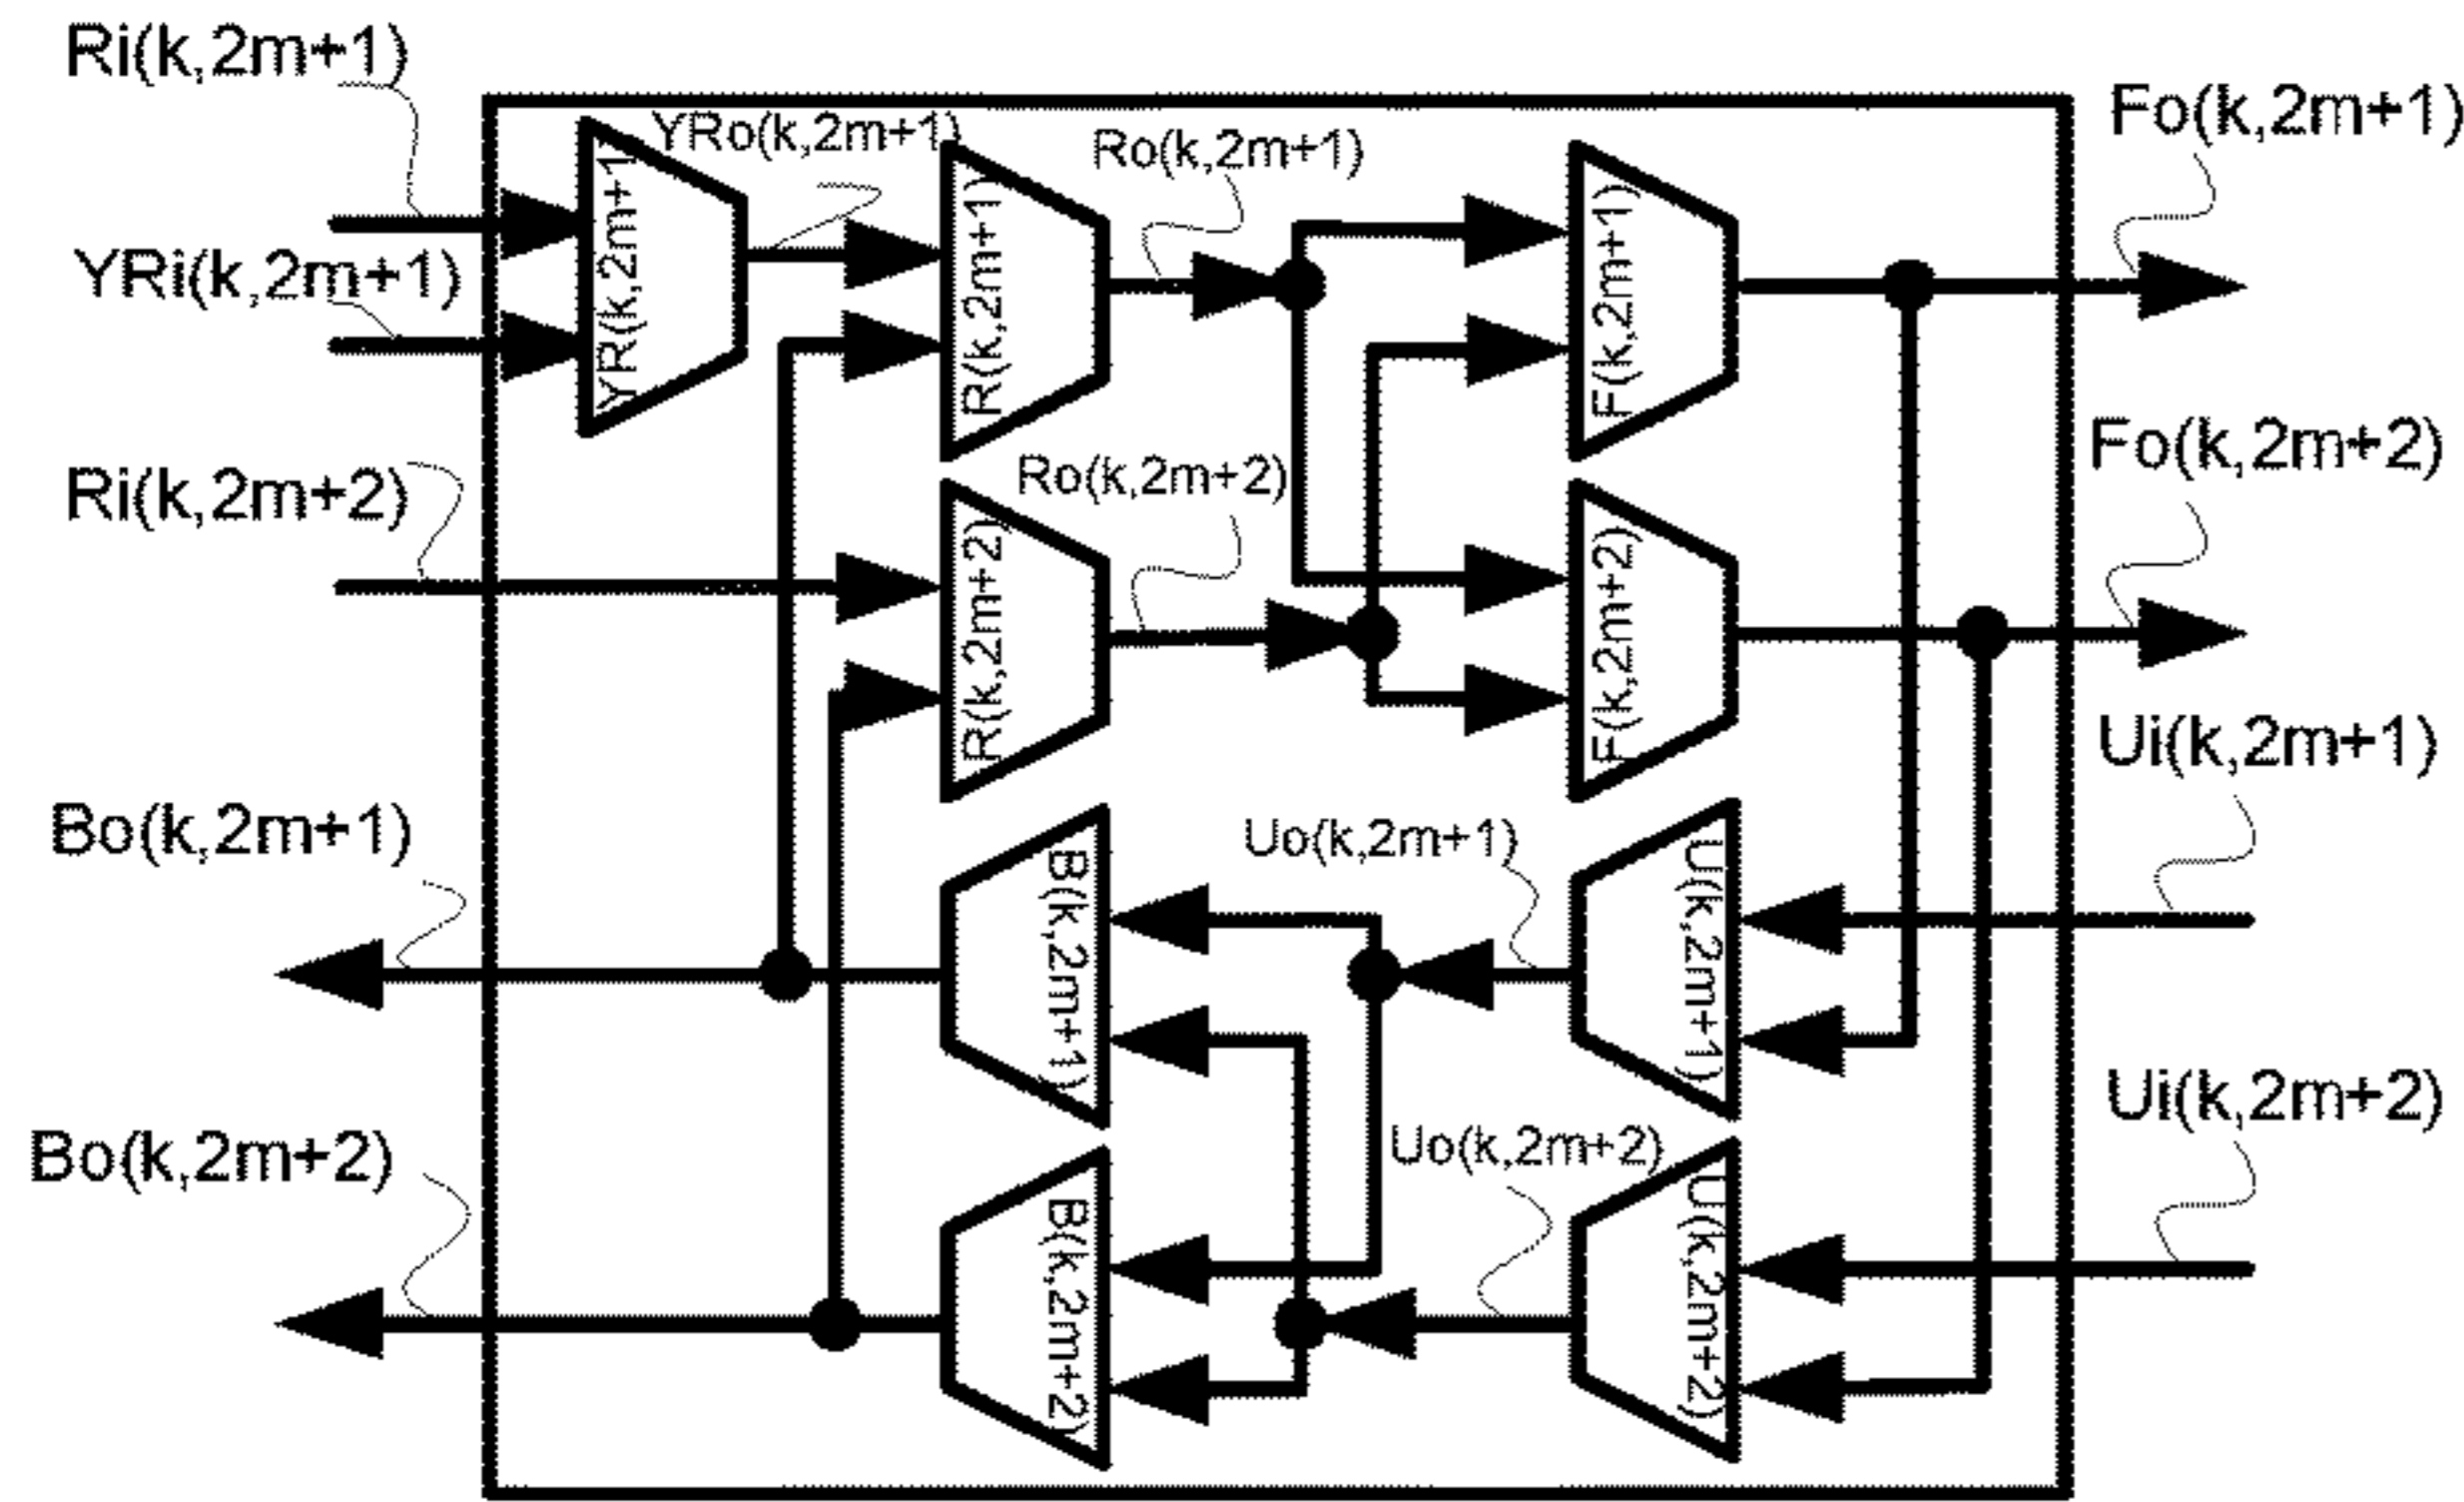 Ri(k,2m+1)
YRo(k,2m+1)
Ro(k,2m+1)
Fo(k,2m+1)
YRi(k,2m+1)
YR(k,2m+1)
R(k,2m+1)
F(k,2m+1)
Ri(k,2m+2)
Ro(k,2m+2)
Fo(k,2m+2)
R(k,2m+2)
F(k,2m+2)
Ui(k,2m+1)
Bo(k,2m+1)
Uo(k,2m+1)
B(k,2m+1)
U(k,2m+1)
Bo(k,2m+2)
Uo(k,2m+2)
Ui(k,2m+2)
B(k,2m+2)
U(k,2m+2)